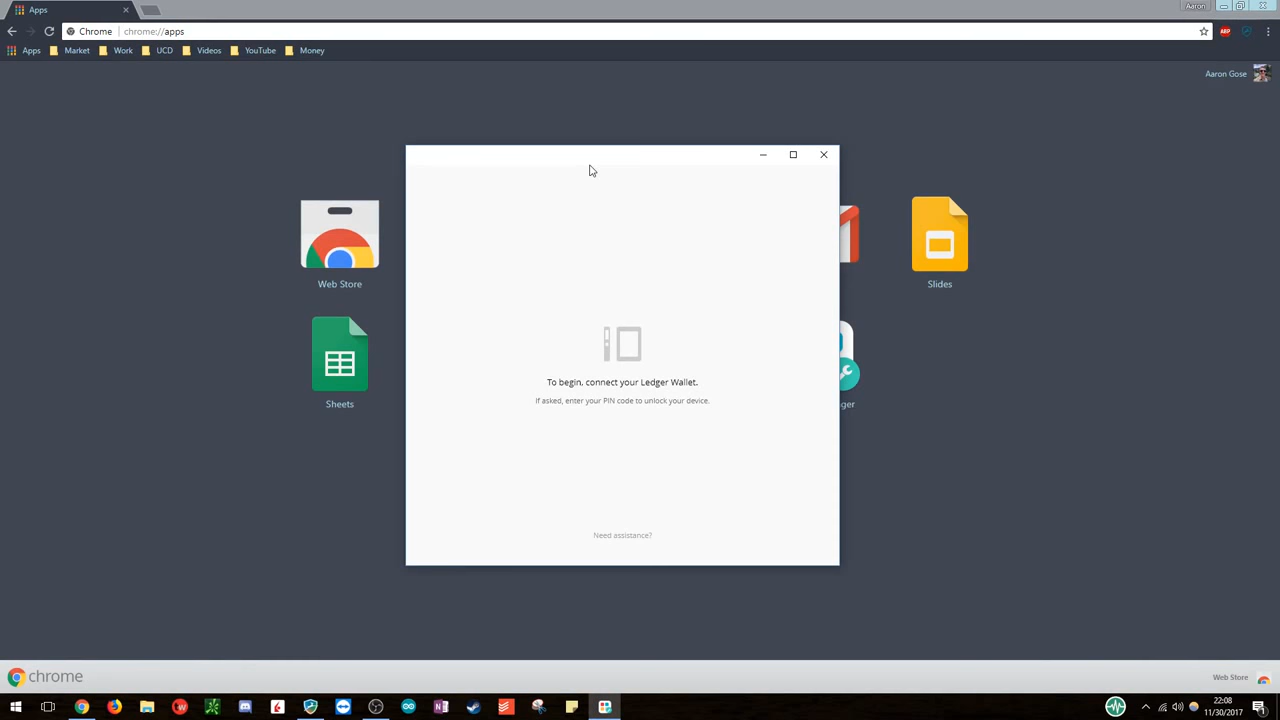 Apps
Aaron
Chrome
chrome://apps
ABP
Apps
Market
Work
UCD
Videos
YouTube
Money
Aaron Gose
Web Store
Slides
To begin, connect your Ledger Wallet.
If asked, enter your PIN code to unlock your device.
Sheets
ger
Need assistance?
chrome
Web Store
22:08
11/30/2017